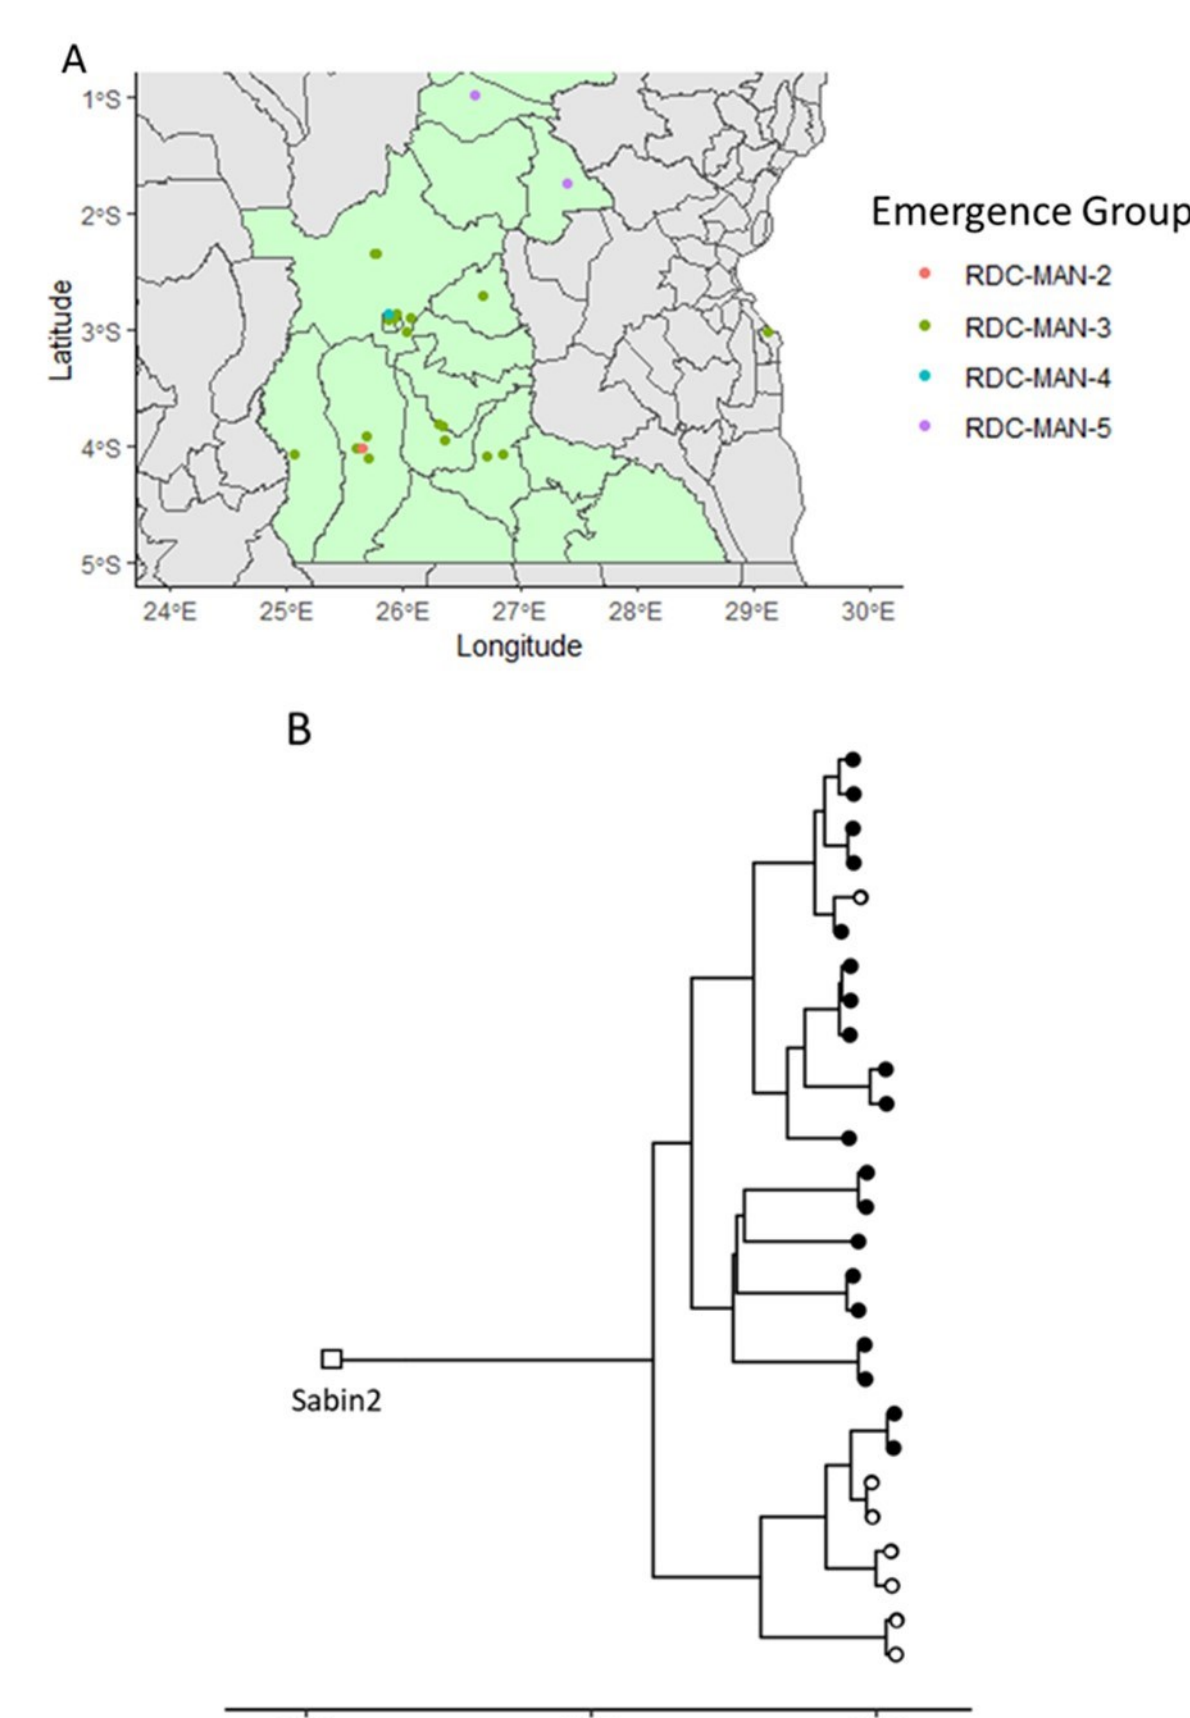 A
1°S
2°S
3°S
4°S
5°S
Latitude
24°E 25°E 26°E 27°E 28°E 29°E 30°E
Longitude
Emergence Group
RDC-MAN-2
RDC-MAN-3
RDC-MAN-4
RDC-MAN-5
B
Sabin2